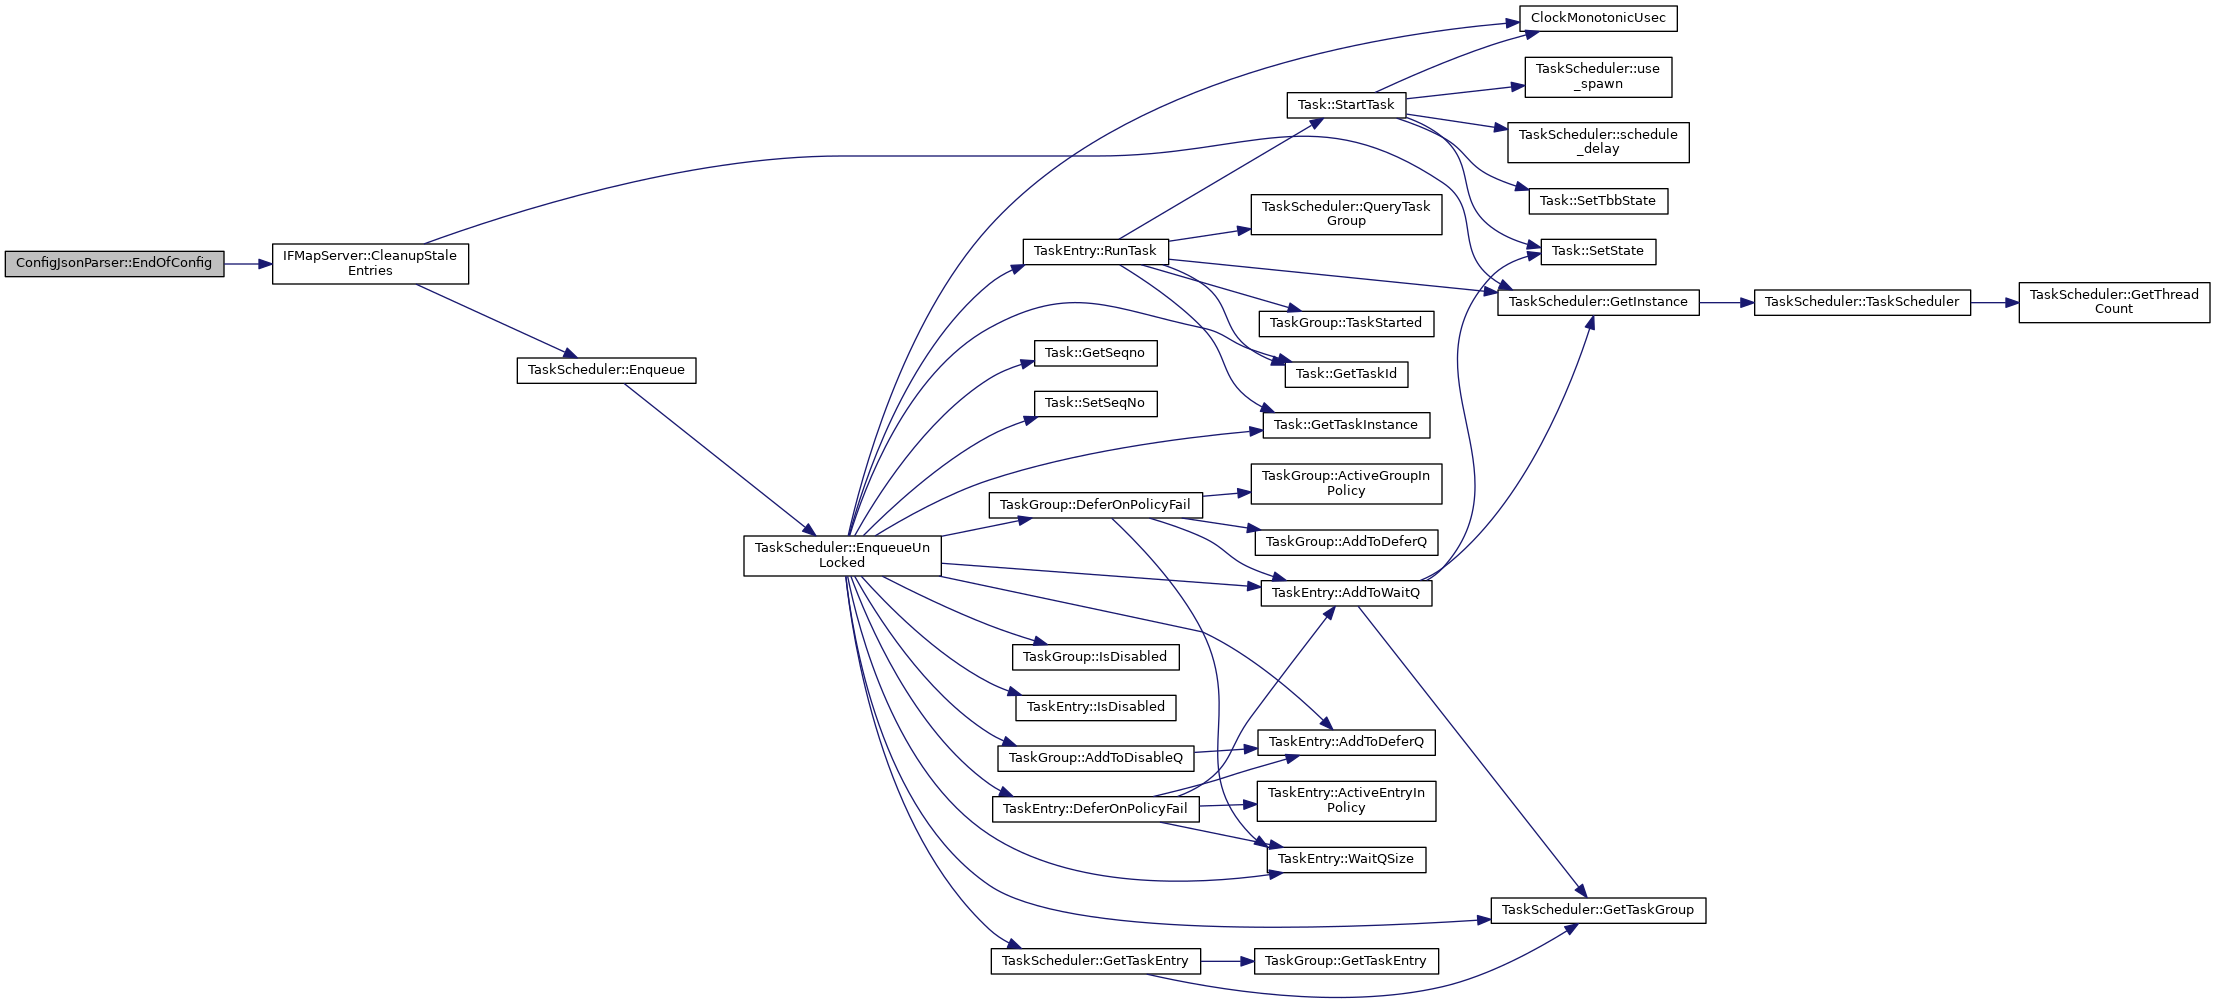 ConfigJsonParser::EndOfConfig
IFMapServer::CleanupStale
Entries
TaskScheduler::Enqueue
TaskScheduler::EnqueueUn
Locked
TaskEntry::RunTask
Task::GetSeqno
Task::SetSeqNo
TaskGroup::DeferOnPolicyFail
TaskGroup::IsDisabled
TaskEntry::IsDisabled
TaskGroup::AddToDisableQ
TaskEntry::DeferOnPolicyFail
TaskScheduler::GetTaskEntry
Task::StartTask
TaskScheduler::QueryTask
Group
TaskGroup::TaskStarted
Task::GetTaskId
Task::GetTaskInstance
TaskGroup::ActiveGroupIn
Policy
TaskGroup::AddToDeferQ
TaskEntry::AddToWaitQ
TaskEntry::AddToDeferQ
TaskEntry::ActiveEntryIn
Policy
TaskEntry::WaitQSize
TaskGroup::GetTaskEntry
ClockMonotonicUsec
TaskScheduler::use
_spawn
TaskScheduler::schedule
_delay
Task::SetTbbState
Task::SetState
TaskScheduler::GetInstance
TaskScheduler::GetTaskGroup
TaskScheduler::TaskScheduler
TaskScheduler::GetThread
Count